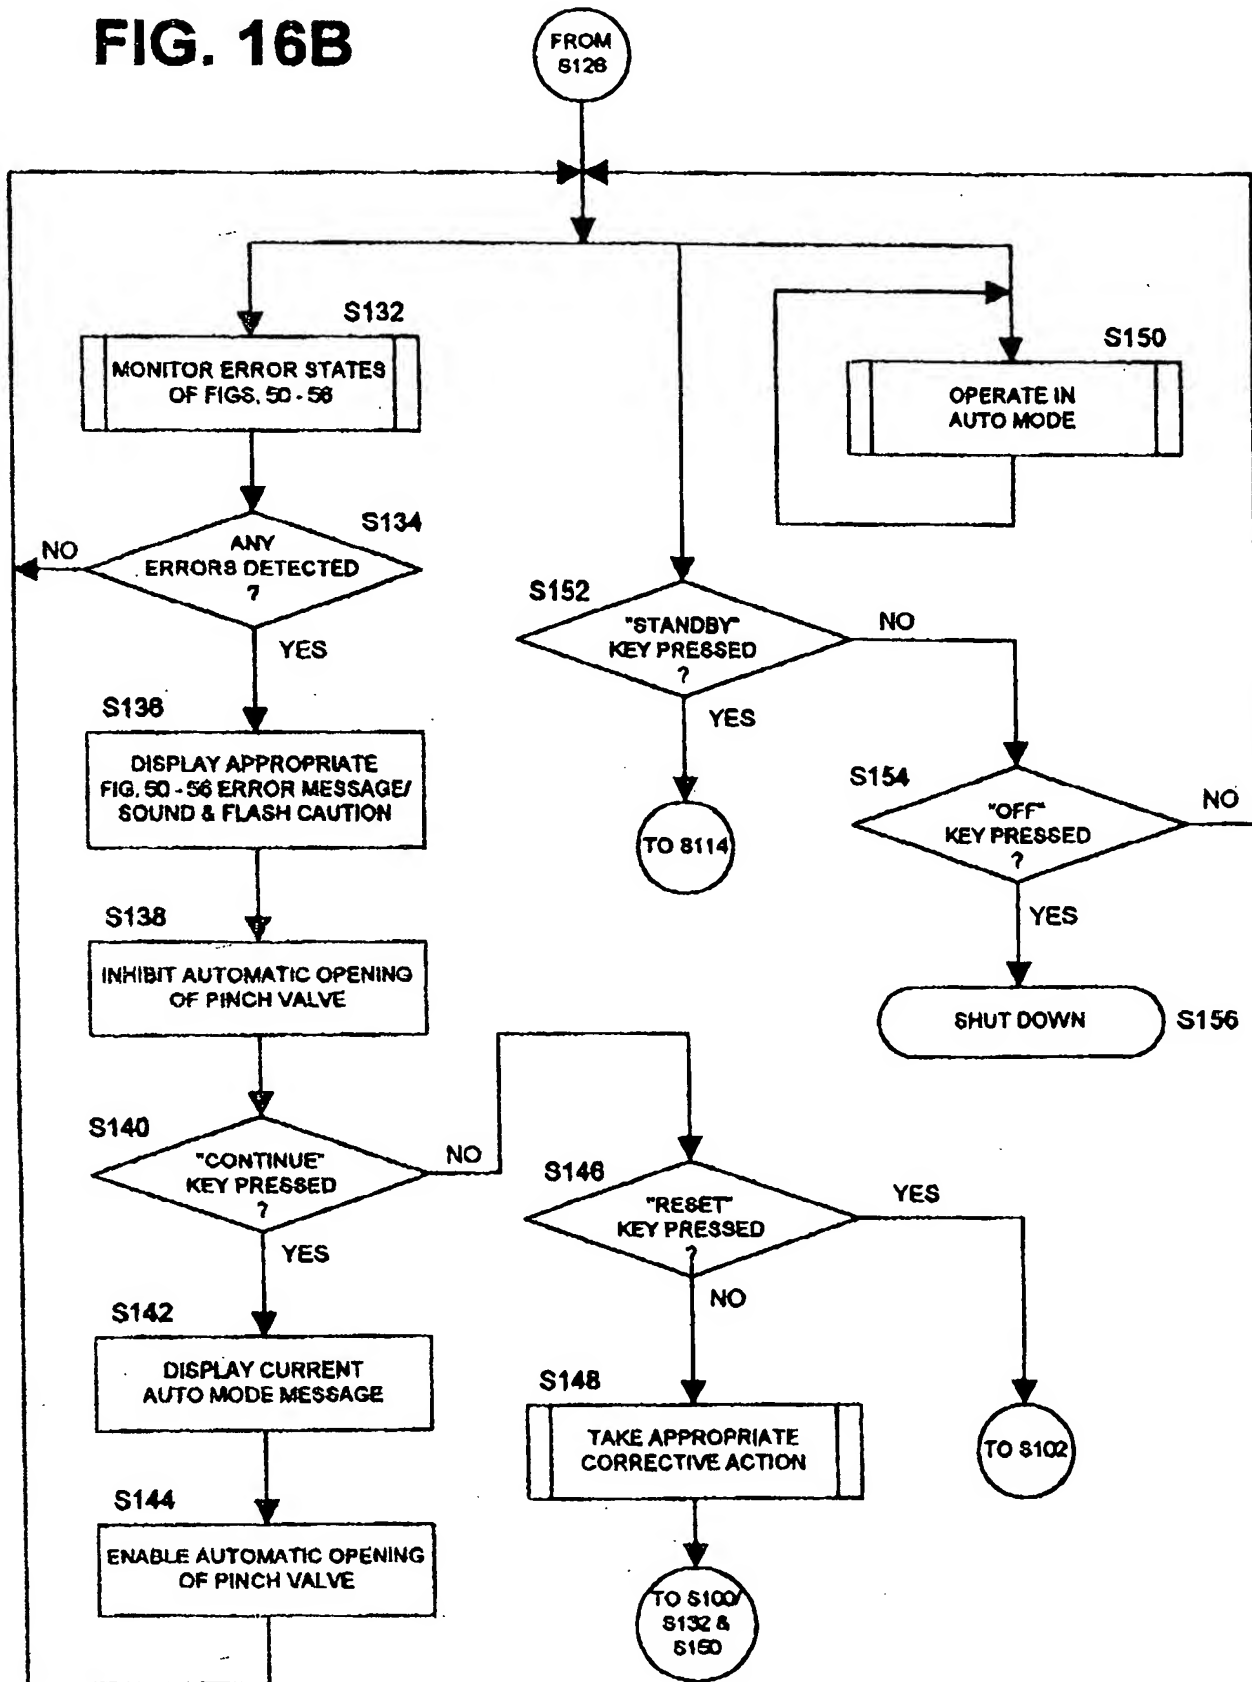 FIG. 16B
FROM
S128
S132
MONITOR ERROR STATES
OF FIGS. 50 - 56
S150
OPERATE IN
AUTO MODE
S134
ANY
ERRORS DETECTED
?
NO
YES
S152
"STANDBY"
KEY PRESSED
?
NO
YES
S136
DISPLAY APPROPRIATE
FIG. 50 - 56 ERROR MESSAGE/
SOUND & FLASH CAUTION
TO S114
S154
"OFF"
KEY PRESSED
?
NO
YES
S138
INHIBIT AUTOMATIC OPENING
OF PINCH VALVE
SHUT DOWN
S156
S140
"CONTINUE"
KEY PRESSED
?
NO
YES
S146
"RESET"
KEY PRESSED
?
YES
NO
S142
DISPLAY CURRENT
AUTO MODE MESSAGE
S148
TAKE APPROPRIATE
CORRECTIVE ACTION
TO S102
S144
ENABLE AUTOMATIC OPENING
OF PINCH VALVE
TO S100/
S132 &
S150